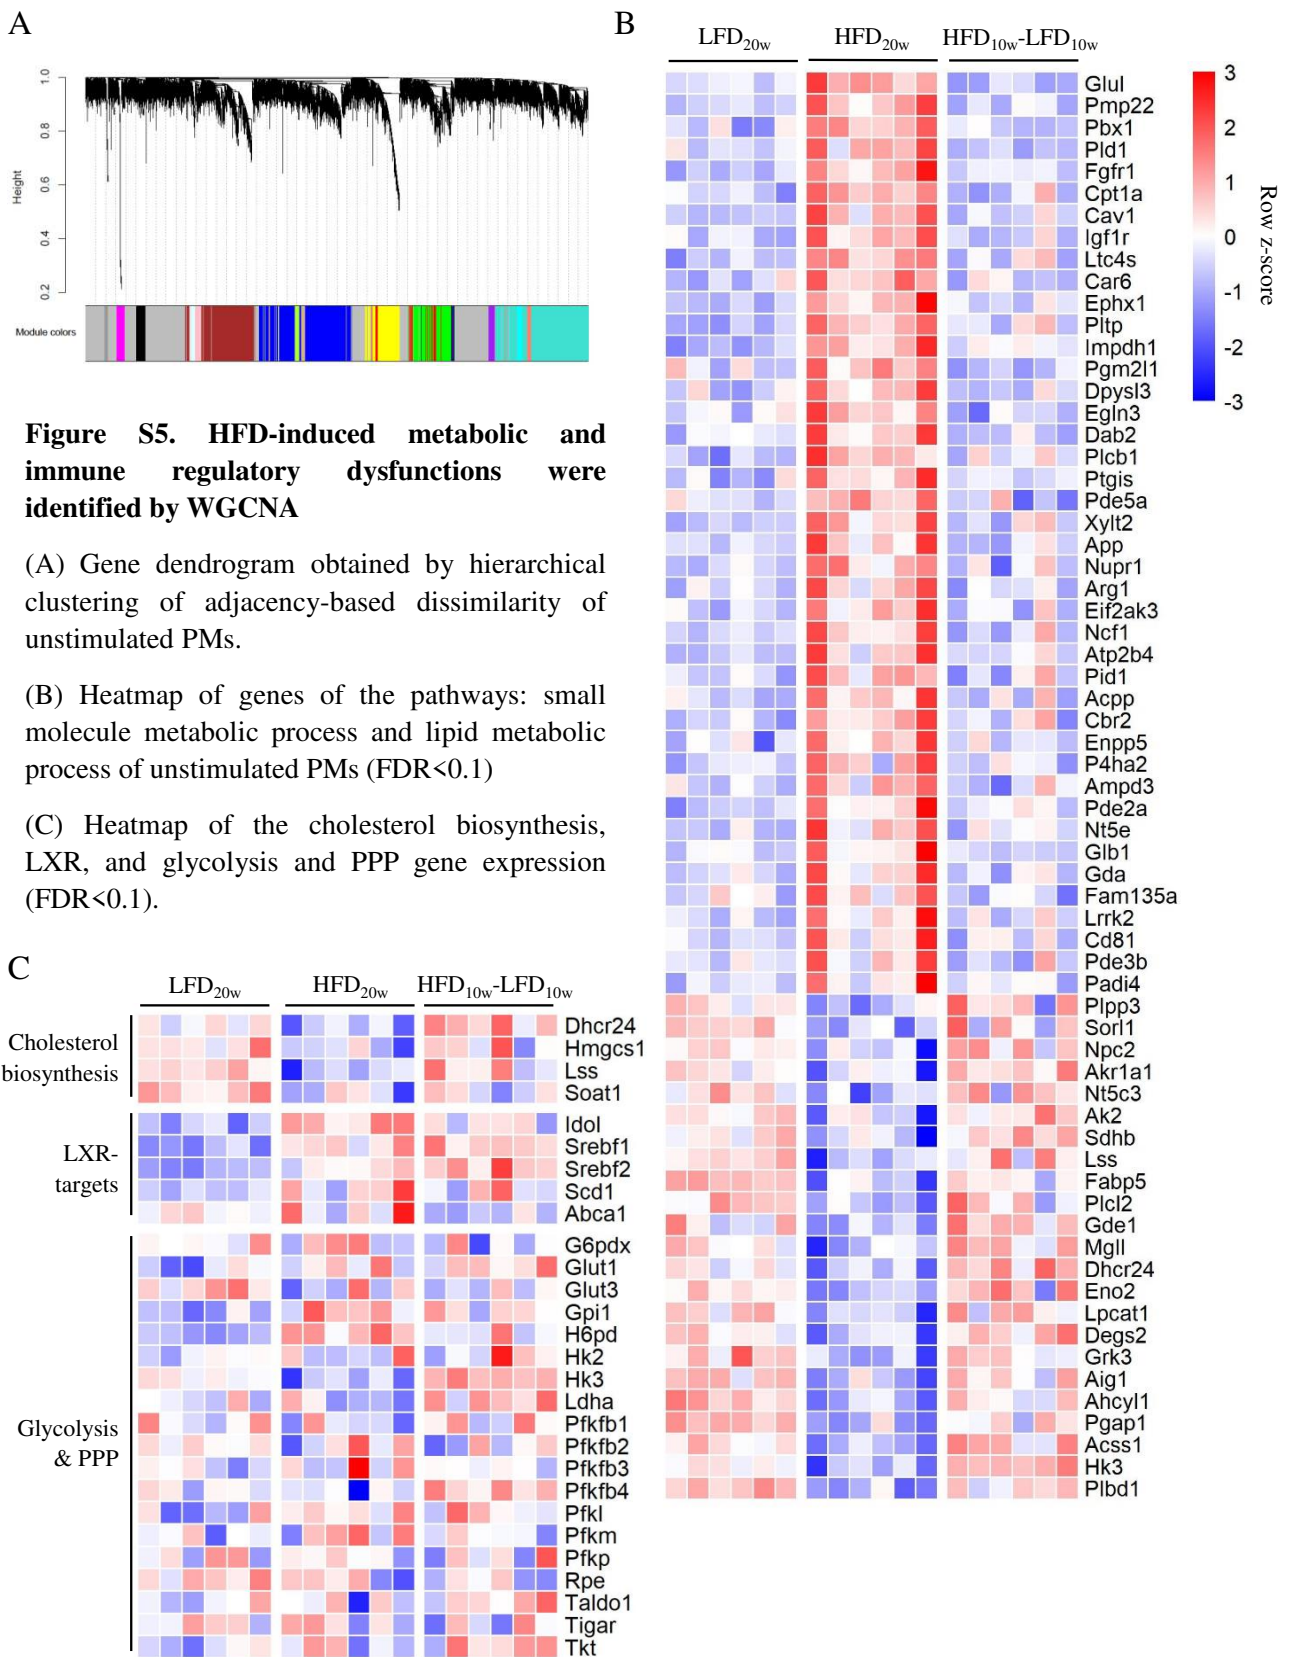 A
1.0
0.8
0.6
0.4
0.2
Height
Module colors
Figure S5. HFD-induced metabolic and
immune regulatory dysfunctions were
identified by WGCNA
(A) Gene dendrogram obtained by hierarchical
clustering of adjacency-based dissimilarity of
unstimulated PMs.
(B) Heatmap of genes of the pathways: small
molecule metabolic process and lipid metabolic
process of unstimulated PMs (FDR<0.1)
(C) Heatmap of the cholesterol biosynthesis,
LXR, and glycolysis and PPP gene expression
(FDR<0.1).
B
LFD20w HFD20w HFD10w-LFD10w
Glul
Pmp22
Pbx1
Pld1
Fgfr1
Cpt1a
Cav1
Igf1r
Ltc4s
Car6
Ephx1
Pltp
Impdh1
Pgm2l1
Dpysl3
Egln3
Dab2
Plcb1
Ptgis
Pde5a
Xylt2
App
Nupr1
Arg1
Eif2ak3
Ncf1
Atp2b4
Pid1
Acpp
Cbr2
Enpp5
P4ha2
Ampd3
Pde2a
Nt5e
Glb1
Gda
Fam135a
Lrrk2
Cd81
Pde3b
Padi4
Plpp3
Sorl1
Npc2
Akr1a1
Nt5c3
Ak2
Sdhb
Lss
Fabp5
Plcl2
Gde1
Mgll
Dhcr24
Eno2
Lpcat1
Degs2
Grk3
Aig1
Ahcyl1
Pgap1
Acss1
Hk3
Plbd1
3
2
1
0
-1
-2
-3
Row z-score
C
LFD20w HFD20w HFD10w-LFD10w
Cholesterol
biosynthesis
Dhcr24
Hmgcs1
Lss
Soat1
LXR-
targets
Idol
Srebf1
Srebf2
Scd1
Abca1
Glycolysis
& PPP
G6pdx
Glut1
Glut3
Gpi1
H6pd
Hk2
Hk3
Ldha
Pfkfb1
Pfkfb2
Pfkfb3
Pfkfb4
Pfkl
Pfkm
Pfkp
Rpe
Taldo1
Tigar
Tkt